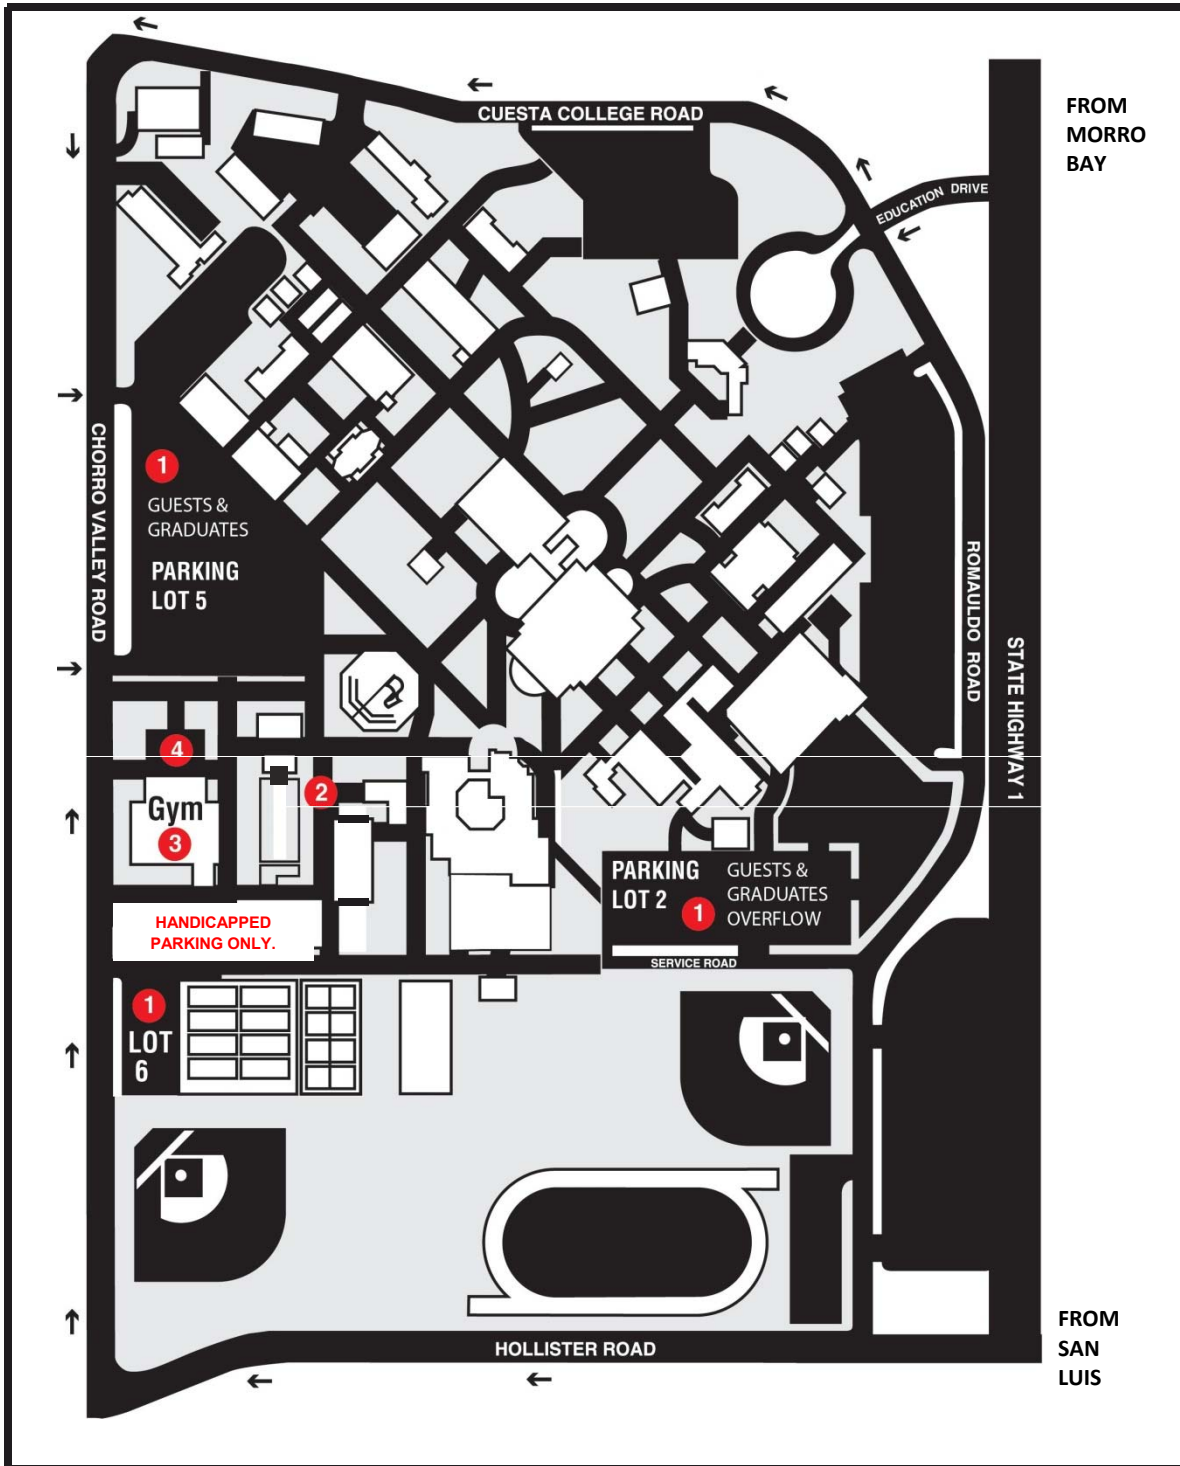 CUESTA COLLEGE ROAD
FROM
MORRO
BAY
EDUCATION DRIVE
CHORRO VALLEY ROAD
1
GUESTS &
GRADUATES
PARKING
LOT 5
ROMAULDO ROAD
STATE HIGHWAY 1
4
2
Gym
3
PARKING
LOT 2
1
GUESTS &
GRADUATES
OVERFLOW
HANDICAPPED
PARKING ONLY.
SERVICE ROAD
1
LOT
6
HOLLISTER ROAD
FROM
SAN
LUIS